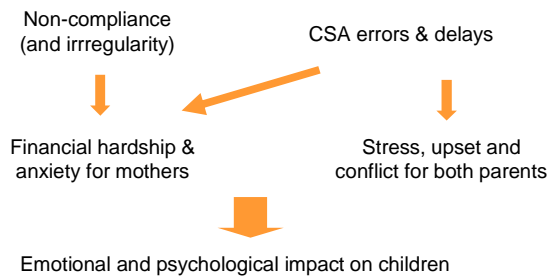 Non-compliance
(and irrregularity)
CSA errors & delays
Financial hardship &
anxiety for mothers
Stress, upset and
conflict for both parents
Emotional and psychological impact on children